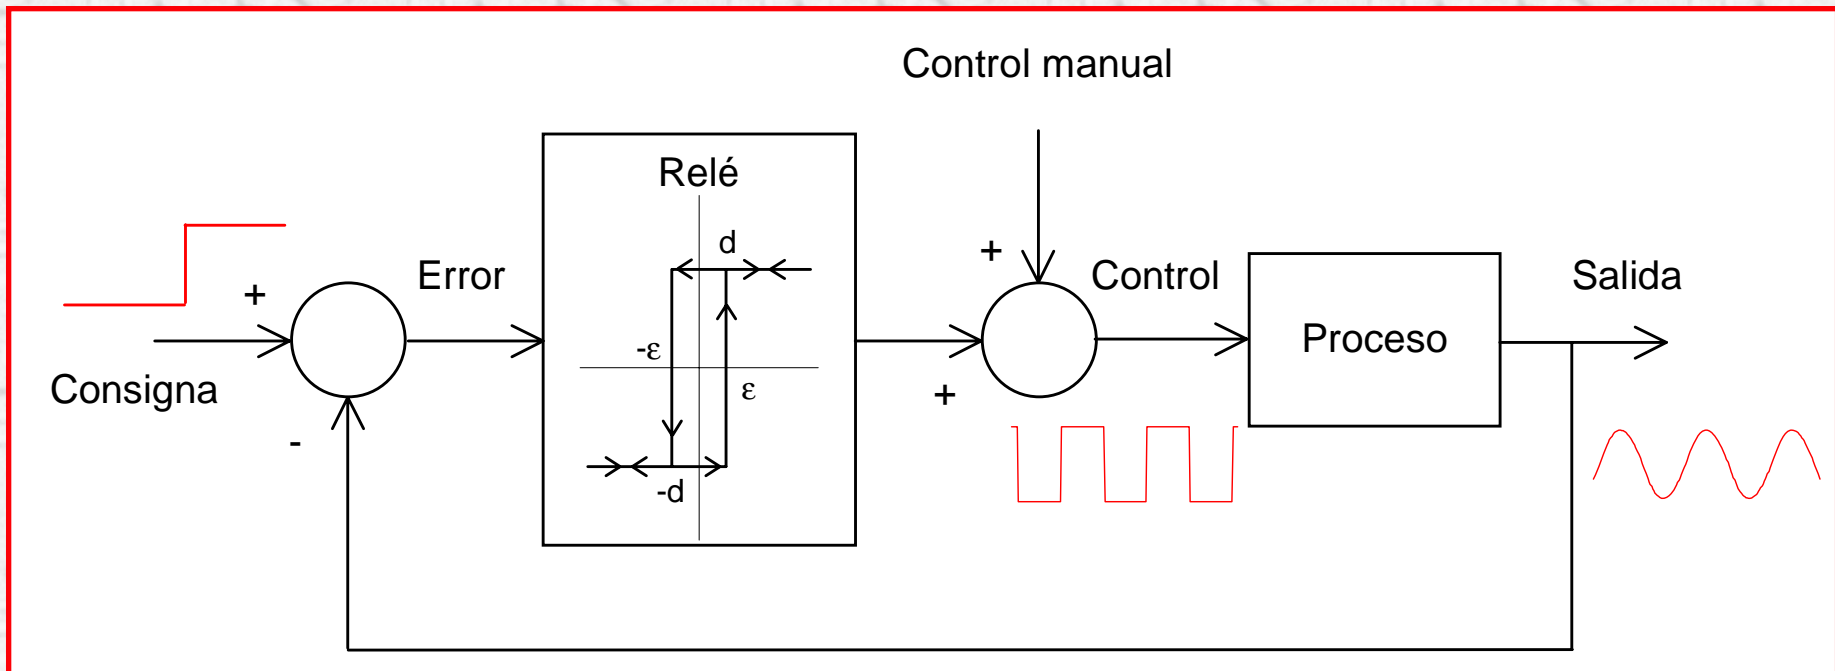 Control manual
Relé
d
+
Error
+
Control
Salida
-ε
Proceso
Consigna
ε
+
-
-d